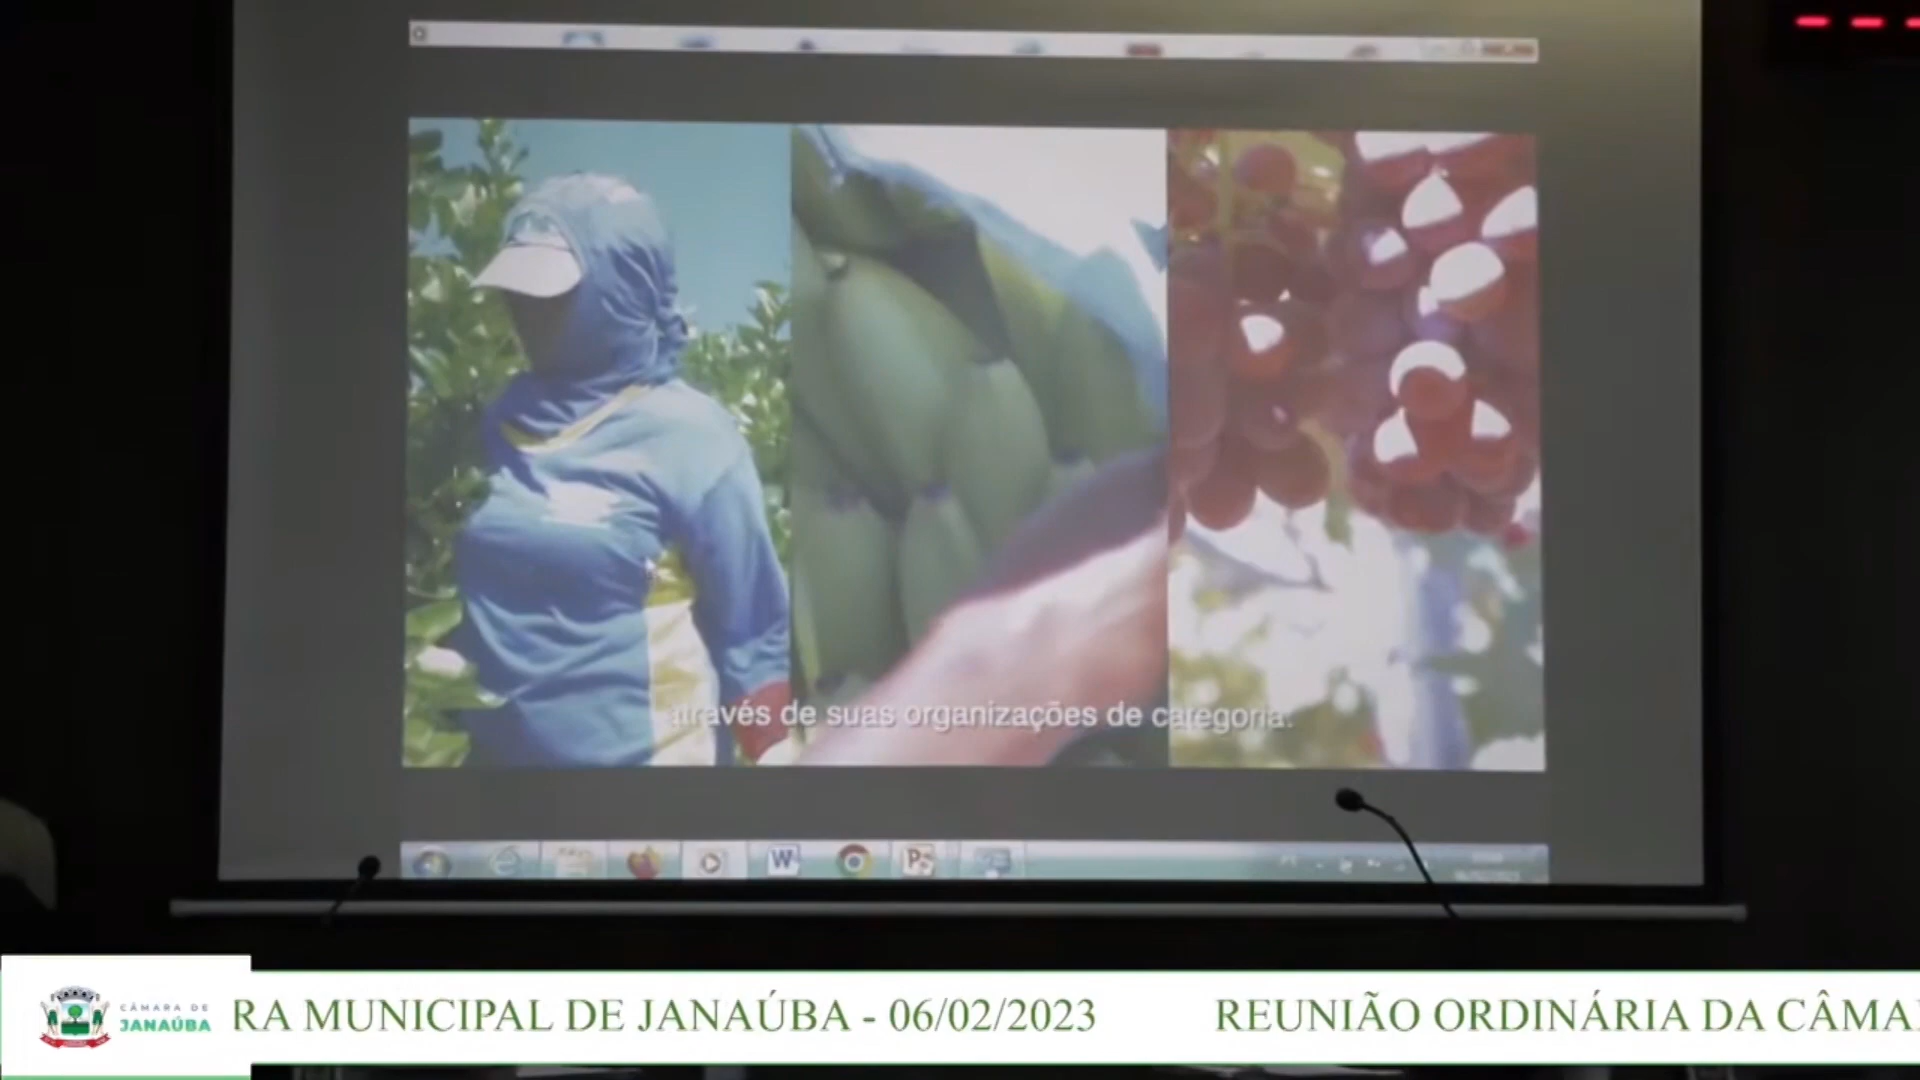 através de suas organizações de categoria.
W
P
CÂMARA DE
JANAÚBA
RA MUNICIPAL DE JANAÚBA - 06/02/2023 REUNIÃO ORDINÁRIA DA CÂMA